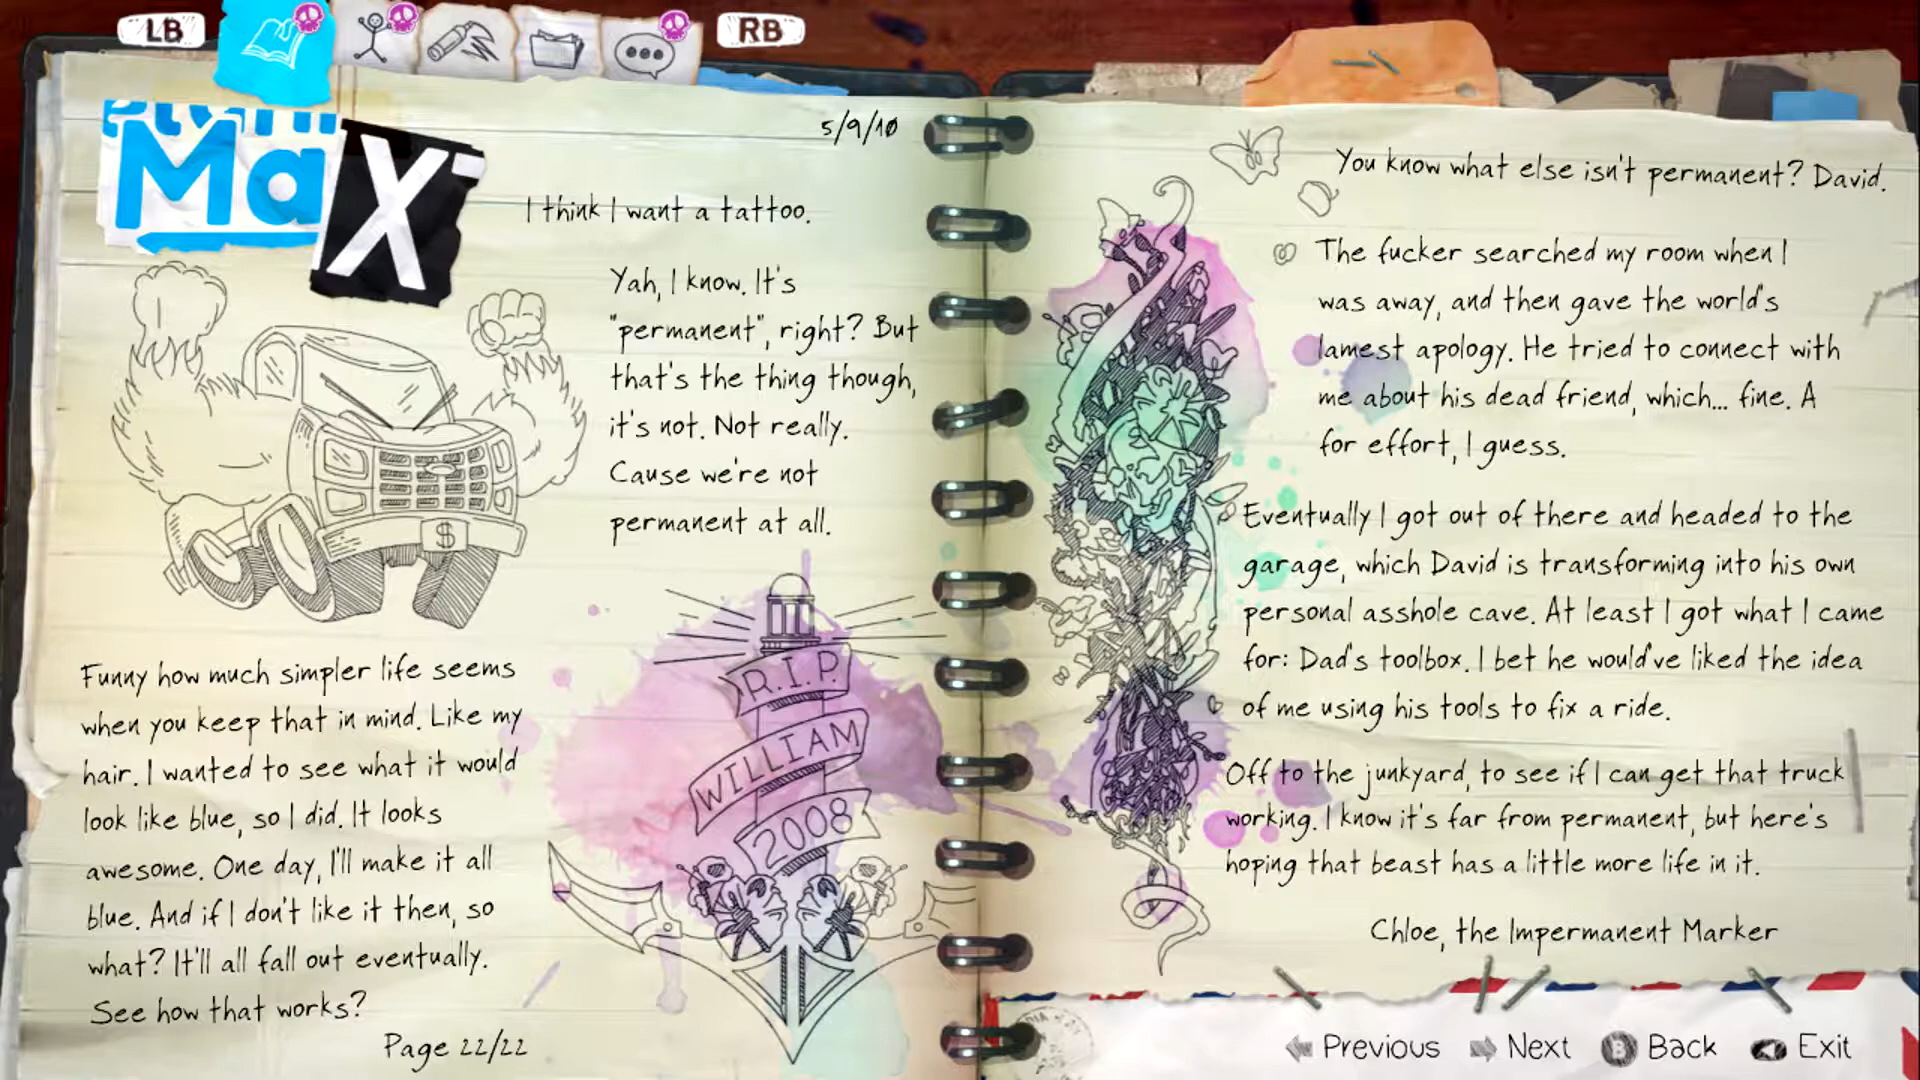 LB
RB
Max
5/9/10
I think I want a tattoo.
Yah, I know. It's
"permanent", right? But
that's the thing though,
it's not. Not really.
Cause we're not
permanent at all.
$
Funny how much simpler life seems
when you keep that in mind. Like my
hair. I wanted to see what it would
look like blue, so I did. It looks
awesome. One day, I'll make it all
blue. And if I don't like it then, so
what? It'll all fall out eventually.
See how that works?
R.I.P.
WILLIAM
2008
Page 22/22
You know what else isn't permanent? David.
The fucker searched my room when I
was away, and then gave the world's
lamest apology. He tried to connect with
me about his dead friend, which... fine. A
for effort, I guess.
Eventually I got out of there and headed to the
garage, which David is transforming into his own
personal asshole cave. At least I got what I came
for: Dad's toolbox. I bet he would've liked the idea
of me using his tools to fix a ride.
Off to the junkyard, to see if I can get that truck
working. I know it's far from permanent, but here's
hoping that beast has a little more life in it.
Chloe, the Impermanent Marker
Previous Next B Back Exit